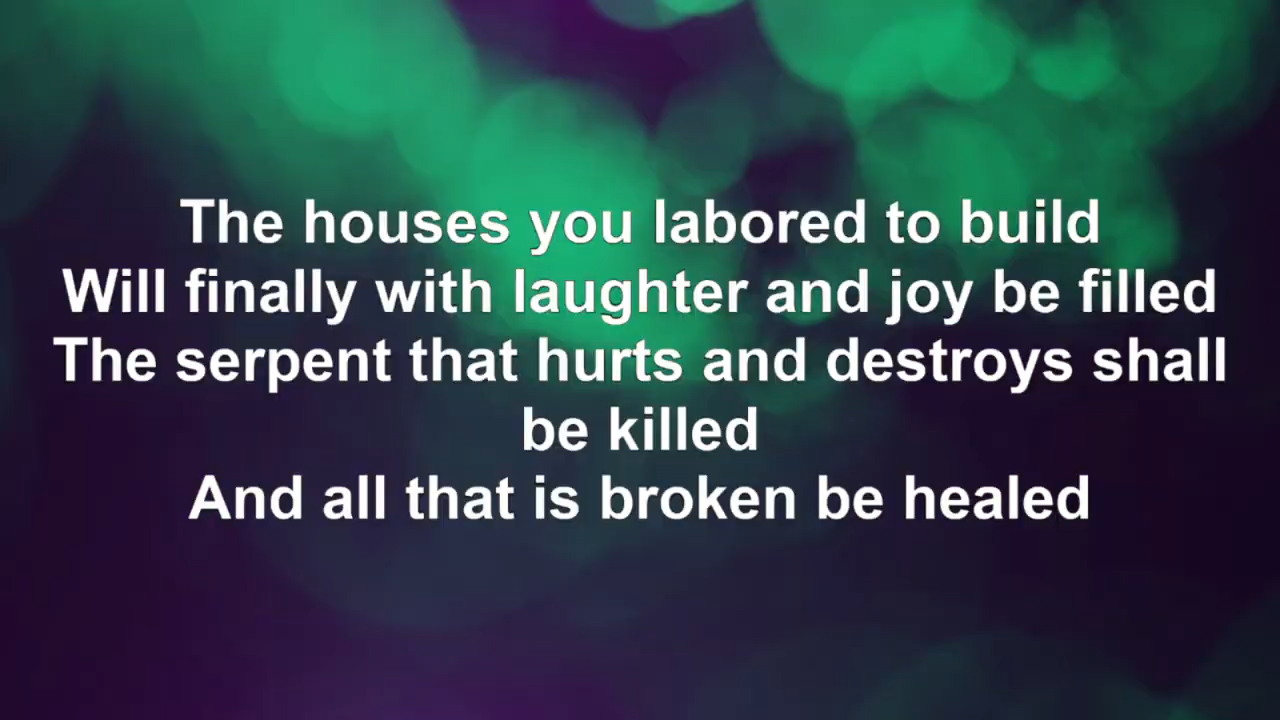 The houses you labored to build
Will finally with laughter and joy be filled
The serpent that hurts and destroys shall
be killed
And all that is broken be healed